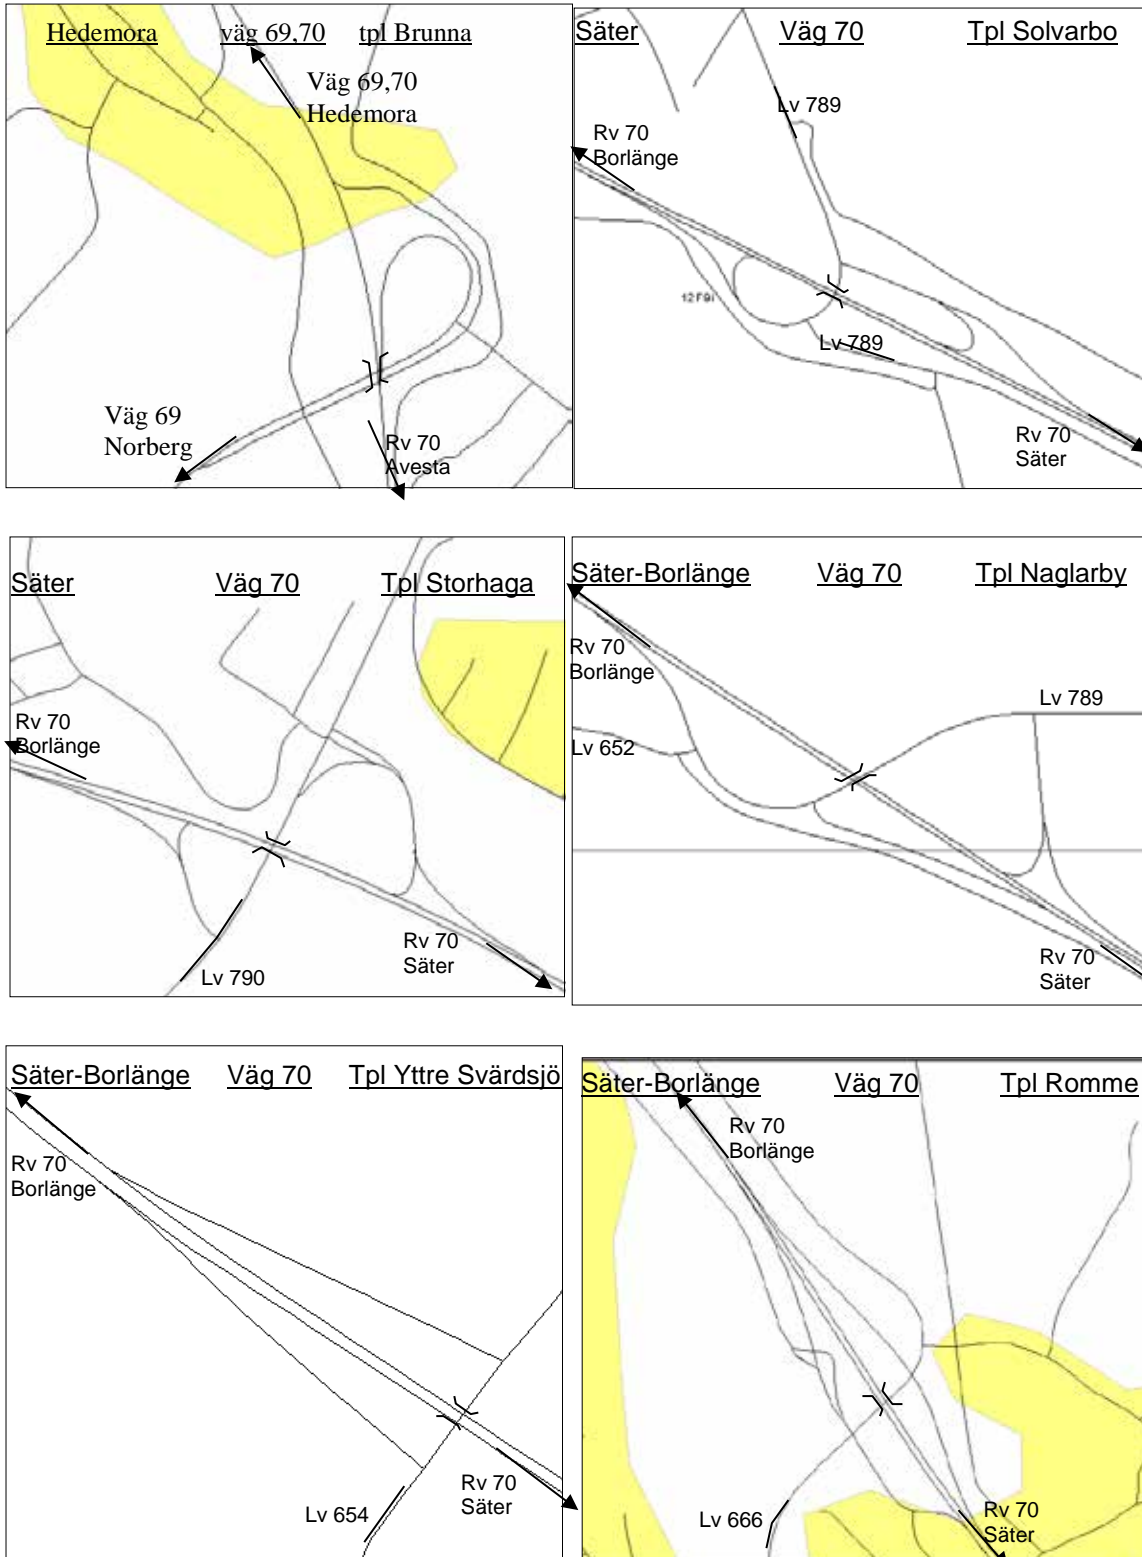 Hedemora väg 69,70 tpl Brunna
Väg 69,70
Hedemora
Väg 69
Norberg
Rv 70
Avesta
Säter Väg 70 Tpl Solvarbo
Lv 789
Rv 70
Borlänge
12F9i
Lv 789
Rv 70
Säter
Säter Väg 70 Tpl Storhaga
Rv 70
Borlänge
Rv 70
Säter
Lv 790
Säter-Borlänge Väg 70 Tpl Naglarby
Rv 70
Borlänge
Lv 789
Lv 652
Rv 70
Säter
Säter-Borlänge Väg 70 Tpl Yttre Svärdsjö
Rv 70
Borlänge
Rv 70
Säter
Lv 654
Säter-Borlänge Väg 70 Tpl Romme
Rv 70
Borlänge
Lv 666
Rv 70
Säter